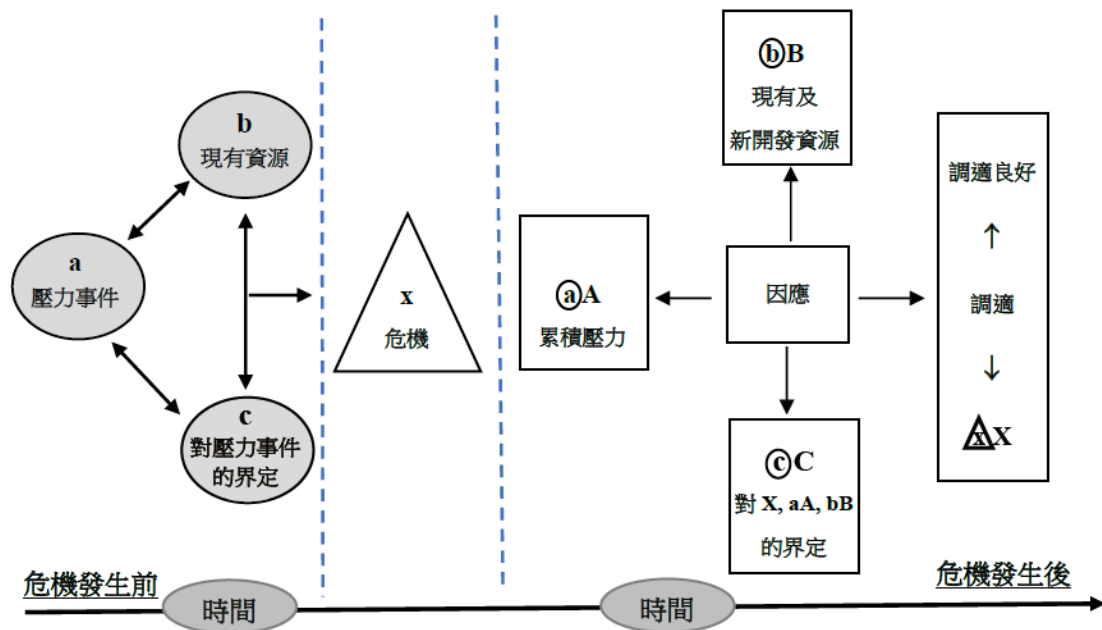 b
現有資源
a
壓力事件
c
對壓力事件
的界定
x
危機
aA
累積壓力
bB
現有及
新開發資源
因應
cC
對 X, aA, bB
的界定
調適良好
↑
調適
↓
xX
危機發生前
時間
時間
危機發生後